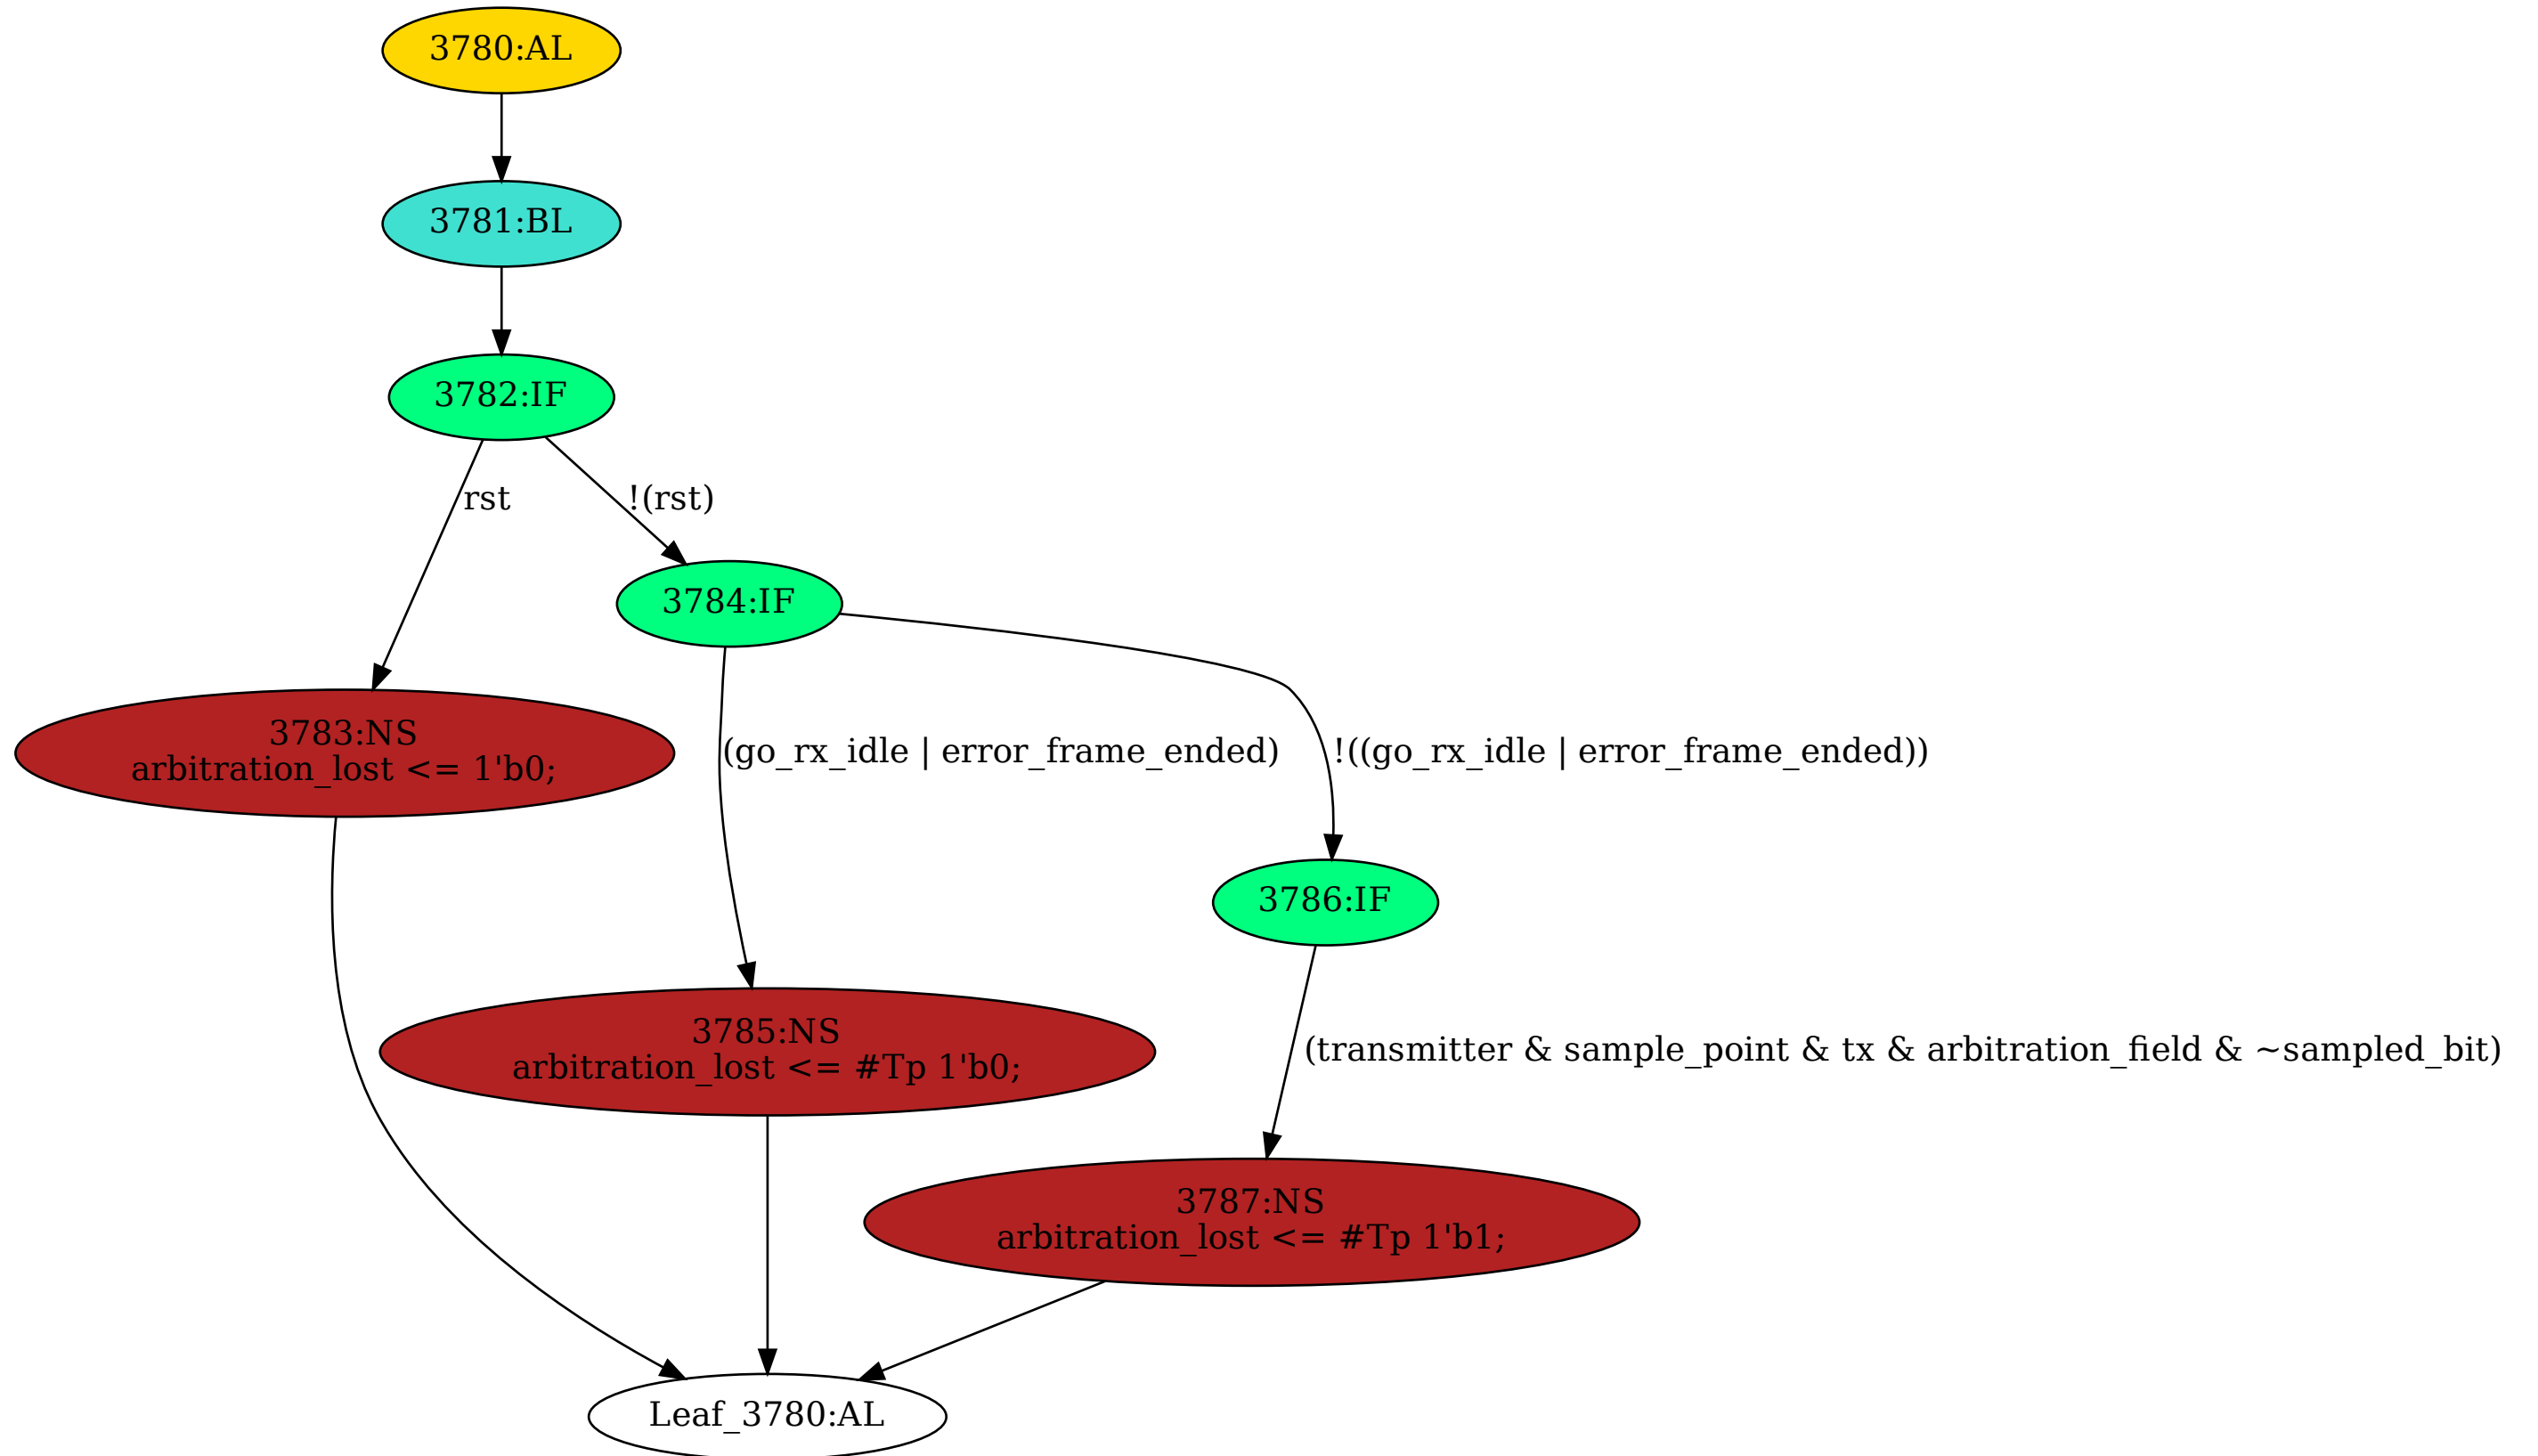 3780:AL
3781:BL
3782:IF
rst
!(rst)
3784:IF
3783:NS
arbitration_lost <= 1'b0;
(go_rx_idle | error_frame_ended)
!((go_rx_idle | error_frame_ended))
3786:IF
3785:NS
arbitration_lost <= #Tp 1'b0;
(transmitter & sample_point & tx & arbitration_field & ~sampled_bit)
3787:NS
arbitration_lost <= #Tp 1'b1;
Leaf_3780:AL